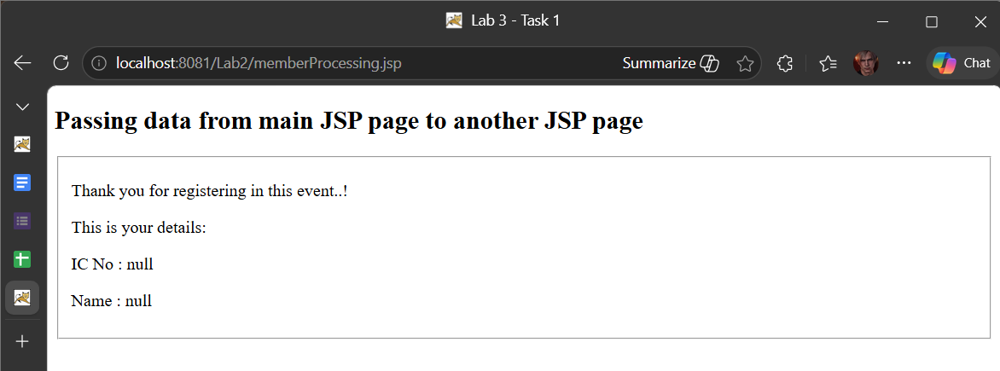 Lab 3 - Task 1
localhost:8081/Lab2/memberProcessing.jsp
Summarize
Chat
Passing data from main JSP page to another JSP page
Thank you for registering in this event..!
This is your details:
IC No : null
Name : null